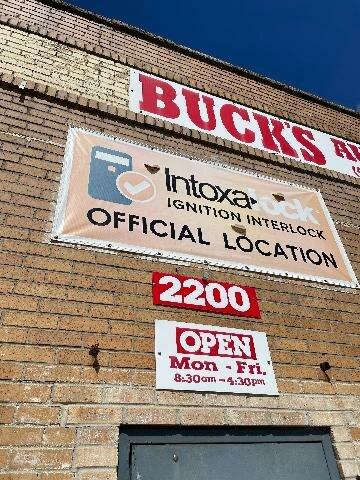 BUCK'S
Intoxalock
IGNITION INTERLOCK
OFFICIAL LOCATION
2200
OPEN
Mon - Fri.
8:30am - 4:30pm